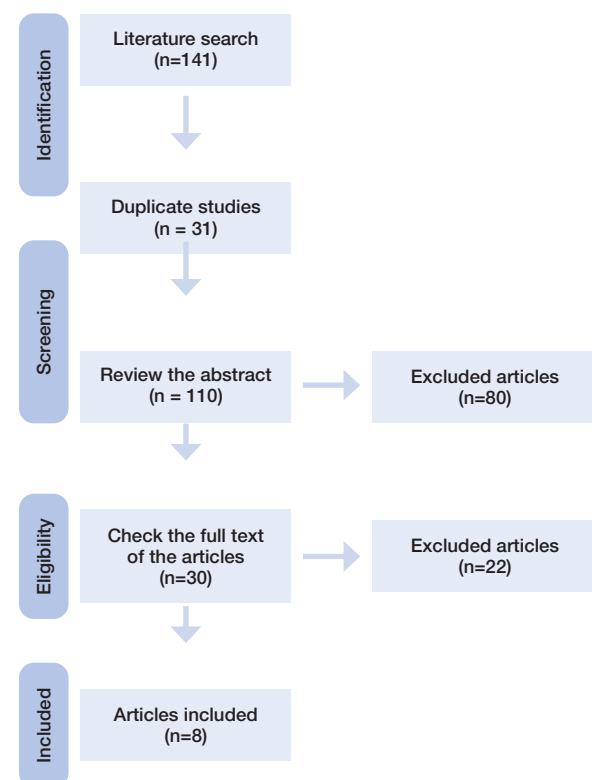 Identification
Literature search
(n=141)
Duplicate studies
(n = 31)
Screening
Review the abstract
(n = 110)
Excluded articles
(n=80)
Eligibility
Check the full text
of the articles
(n=30)
Excluded articles
(n=22)
Included
Articles included
(n=8)